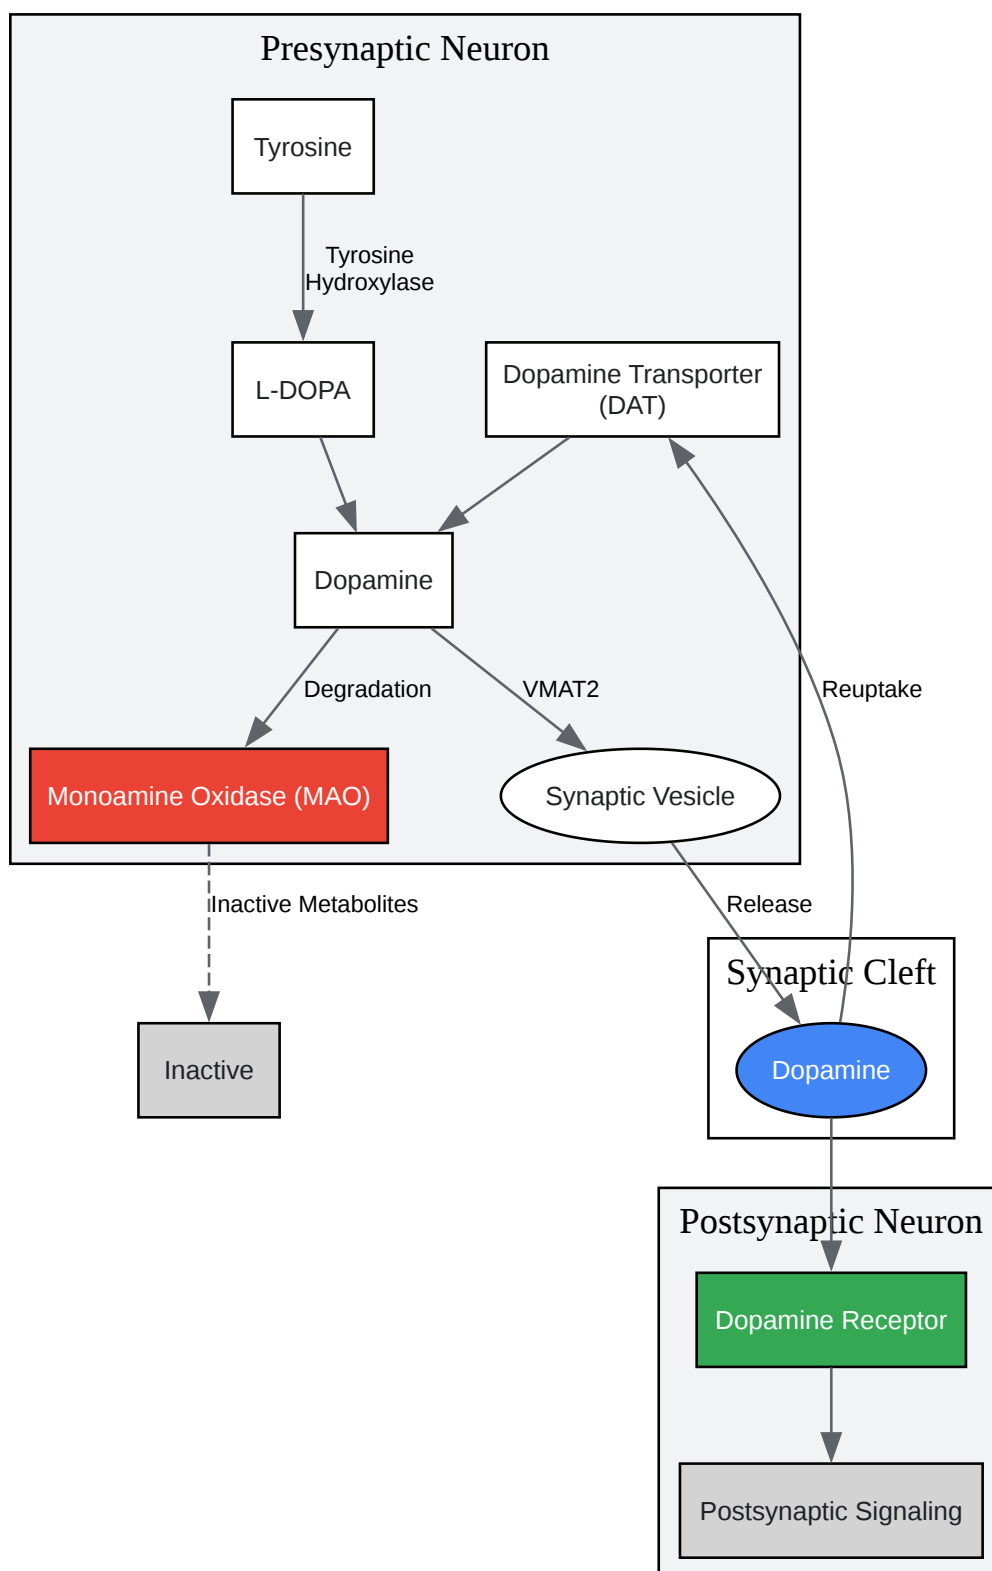 Presynaptic Neuron
Tyrosine
Tyrosine
Hydroxylase
L-DOPA
Dopamine Transporter
(DAT)
Dopamine
Degradation
VMAT2
Reuptake
Monoamine Oxidase (MAO)
Synaptic Vesicle
Inactive Metabolites
Release
Synaptic Cleft
Inactive
Dopamine
Postsynaptic Neuron
Dopamine Receptor
Postsynaptic Signaling